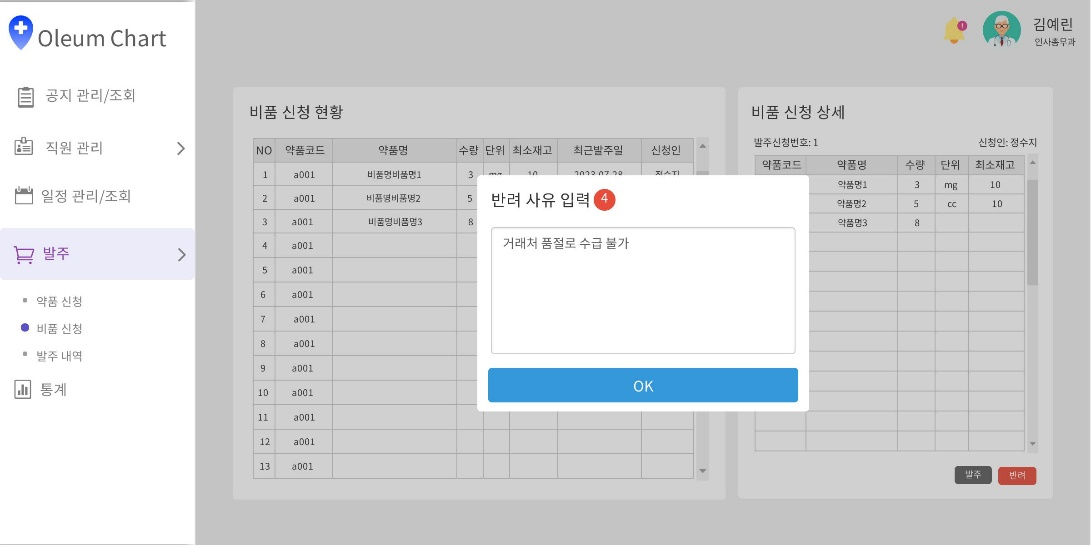 Oleum Chart
공지 관리/조회
직원 관리
일정 관리/조회
발주
약품 신청
비품 신청
발주 내역
통계
!
김예린
인사총무과
비품 신청 현황
NO 약품코드 약품명 수량 단위 최소재고 최근발주일 신청인
1 a001 비품명비품명1 3 mg 10 2023-07-28 정수지
2 a001 비품명비품명2 5
3 a001 비품명비품명3 8
4 a001
5 a001
6 a001
7 a001
8 a001
9 a001
10 a001
11 a001
12 a001
13 a001
반려 사유 입력 4
거래처 품절로 수급 불가
OK
비품 신청 상세
발주신청번호: 1 신청인: 정수지
약품코드 약품명 수량 단위 최소재고
약품명1 3 mg 10
약품명2 5 cc 10
약품명3 8
발주 반려